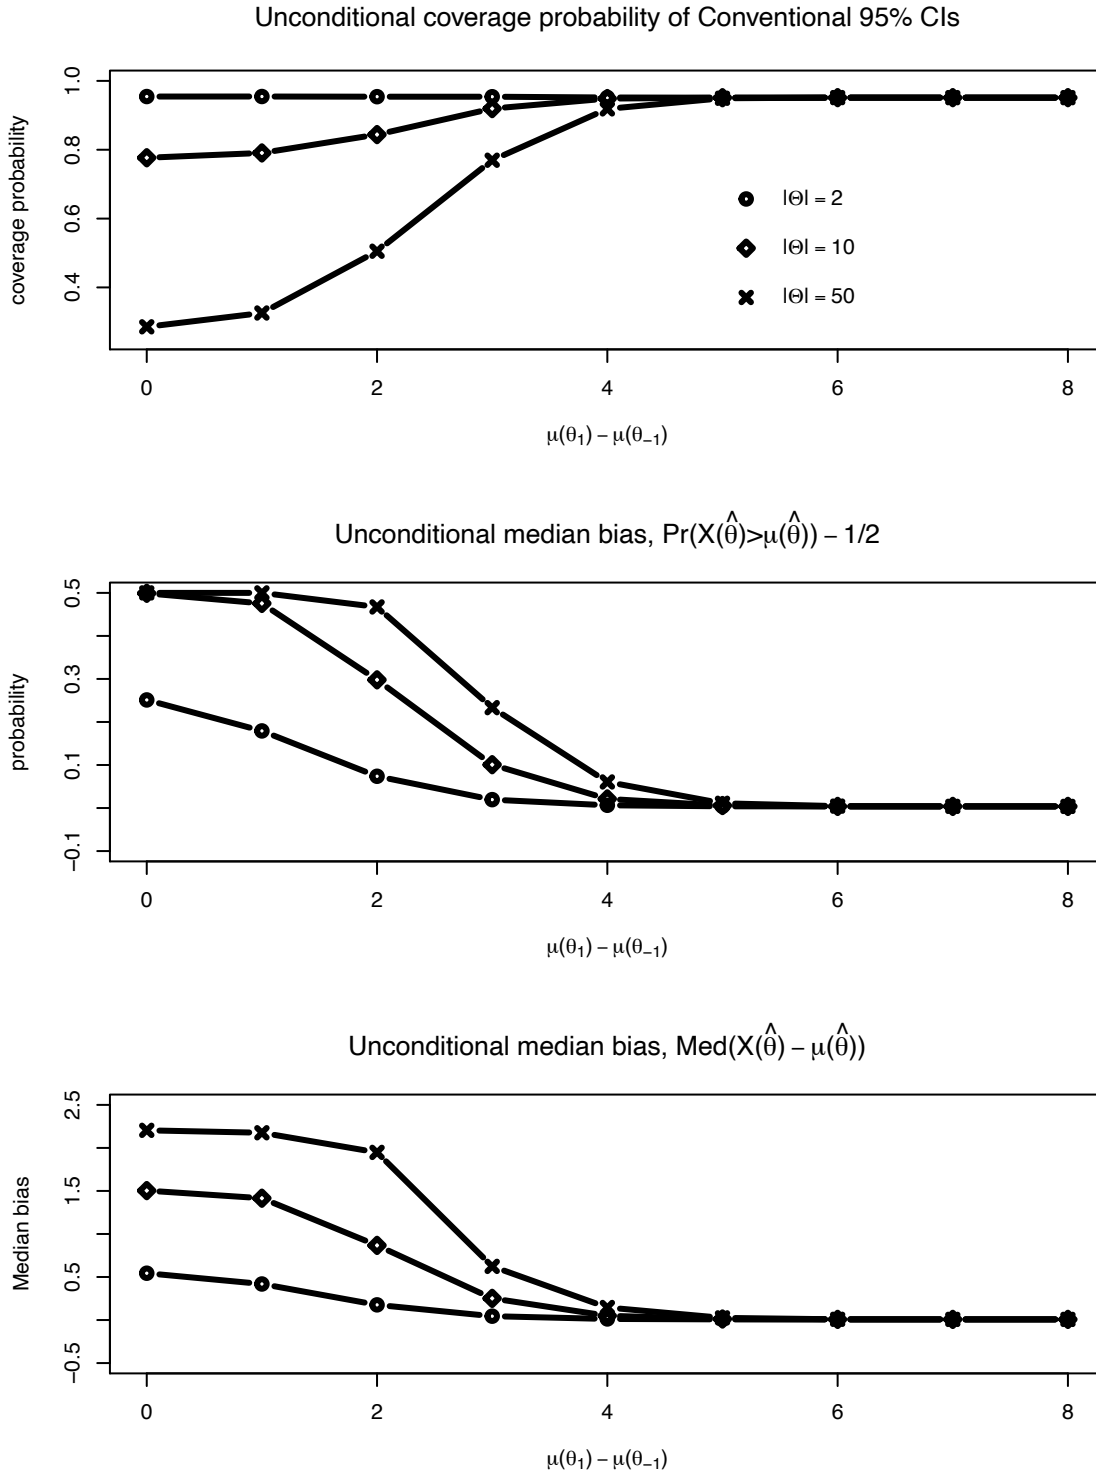 Unconditional coverage probability of Conventional 95% CIs
coverage probability
1.0
0.8
0.6
0.4
|Θ| = 2
|Θ| = 10
|Θ| = 50
0 2 4 6 8
μ(θ₁) − μ(θ₋₁)
Unconditional median bias, Pr(X(θ̂)>μ(θ̂)) − 1/2
probability
0.5
0.3
0.1
−0.1
0 2 4 6 8
μ(θ₁) − μ(θ₋₁)
Unconditional median bias, Med(X(θ̂) − μ(θ̂))
Median bias
2.5
1.5
0.5
−0.5
0 2 4 6 8
μ(θ₁) − μ(θ₋₁)